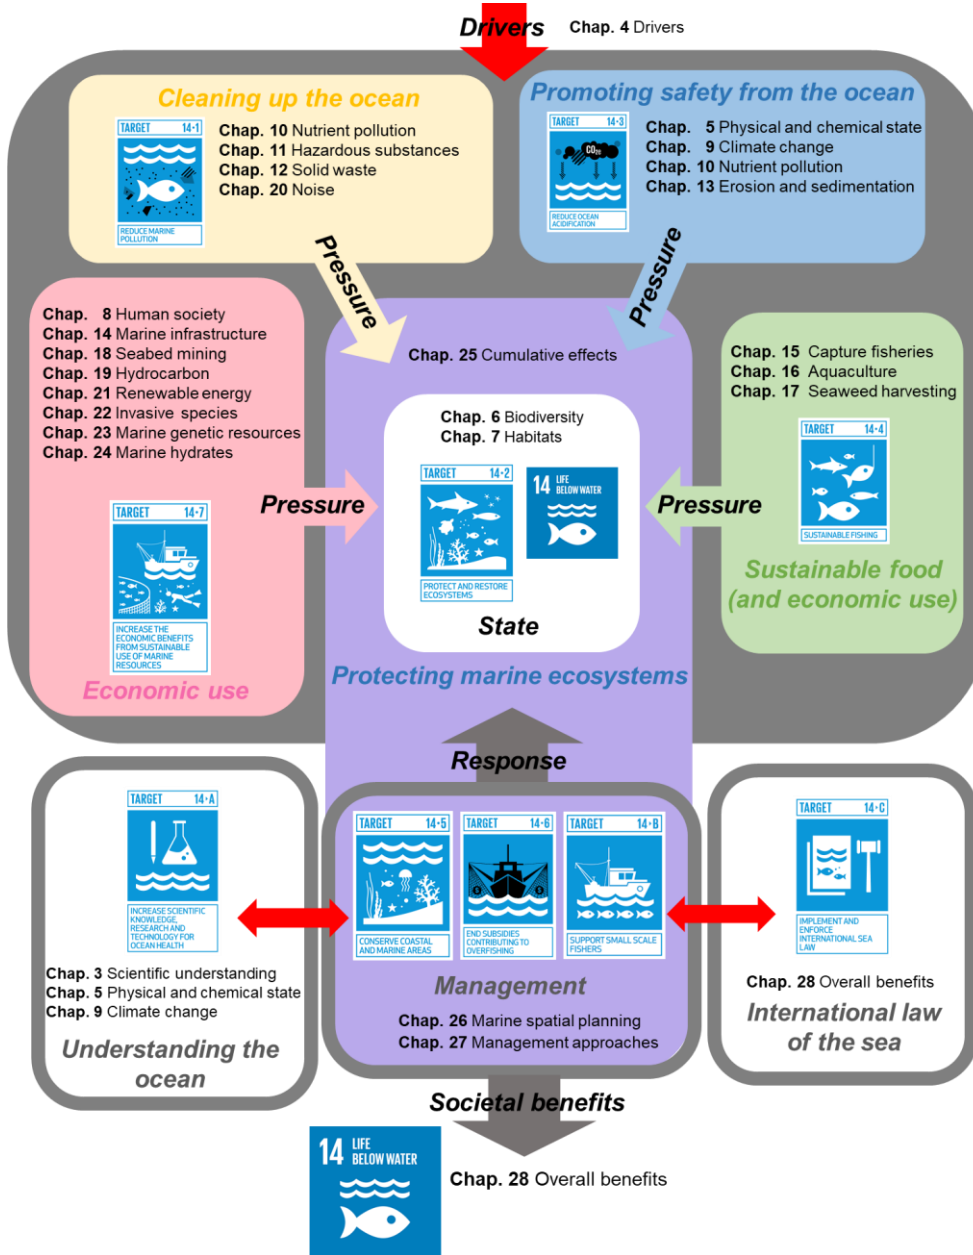 Drivers
Chap. 4 Drivers
Cleaning up the ocean
TARGET 14·1
REDUCE MARINE
POLLUTION
Chap. 10 Nutrient pollution
Chap. 11 Hazardous substances
Chap. 12 Solid waste
Chap. 20 Noise
Promoting safety from the ocean
TARGET 14·3
CO₂
REDUCE OCEAN
ACIDIFICATION
Chap. 5 Physical and chemical state
Chap. 9 Climate change
Chap. 10 Nutrient pollution
Chap. 13 Erosion and sedimentation
Pressure
Pressure
Chap. 8 Human society
Chap. 14 Marine infrastructure
Chap. 18 Seabed mining
Chap. 19 Hydrocarbon
Chap. 21 Renewable energy
Chap. 22 Invasive species
Chap. 23 Marine genetic resources
Chap. 24 Marine hydrates
TARGET 14·7
INCREASE THE
ECONOMIC BENEFITS
FROM SUSTAINABLE
USE OF MARINE
RESOURCES
Economic use
Pressure
Chap. 25 Cumulative effects
Chap. 6 Biodiversity
Chap. 7 Habitats
TARGET 14·2
PROTECT AND RESTORE
ECOSYSTEMS
14 LIFE
BELOW WATER
State
Protecting marine ecosystems
Pressure
Chap. 15 Capture fisheries
Chap. 16 Aquaculture
Chap. 17 Seaweed harvesting
TARGET 14·4
SUSTAINABLE FISHING
Sustainable food
(and economic use)
Response
TARGET 14·A
INCREASE SCIENTIFIC
KNOWLEDGE,
RESEARCH AND
TECHNOLOGY FOR
OCEAN HEALTH
Chap. 3 Scientific understanding
Chap. 5 Physical and chemical state
Chap. 9 Climate change
Understanding the
ocean
TARGET 14·5
CONSERVE COASTAL
AND MARINE AREAS
TARGET 14·6
END SUBSIDIES
CONTRIBUTING TO
OVERFISHING
TARGET 14·B
SUPPORT SMALL SCALE
FISHERS
Management
Chap. 26 Marine spatial planning
Chap. 27 Management approaches
TARGET 14·C
IMPLEMENT AND
ENFORCE
INTERNATIONAL SEA
LAW
Chap. 28 Overall benefits
International law
of the sea
Societal benefits
14 LIFE
BELOW WATER
Chap. 28 Overall benefits